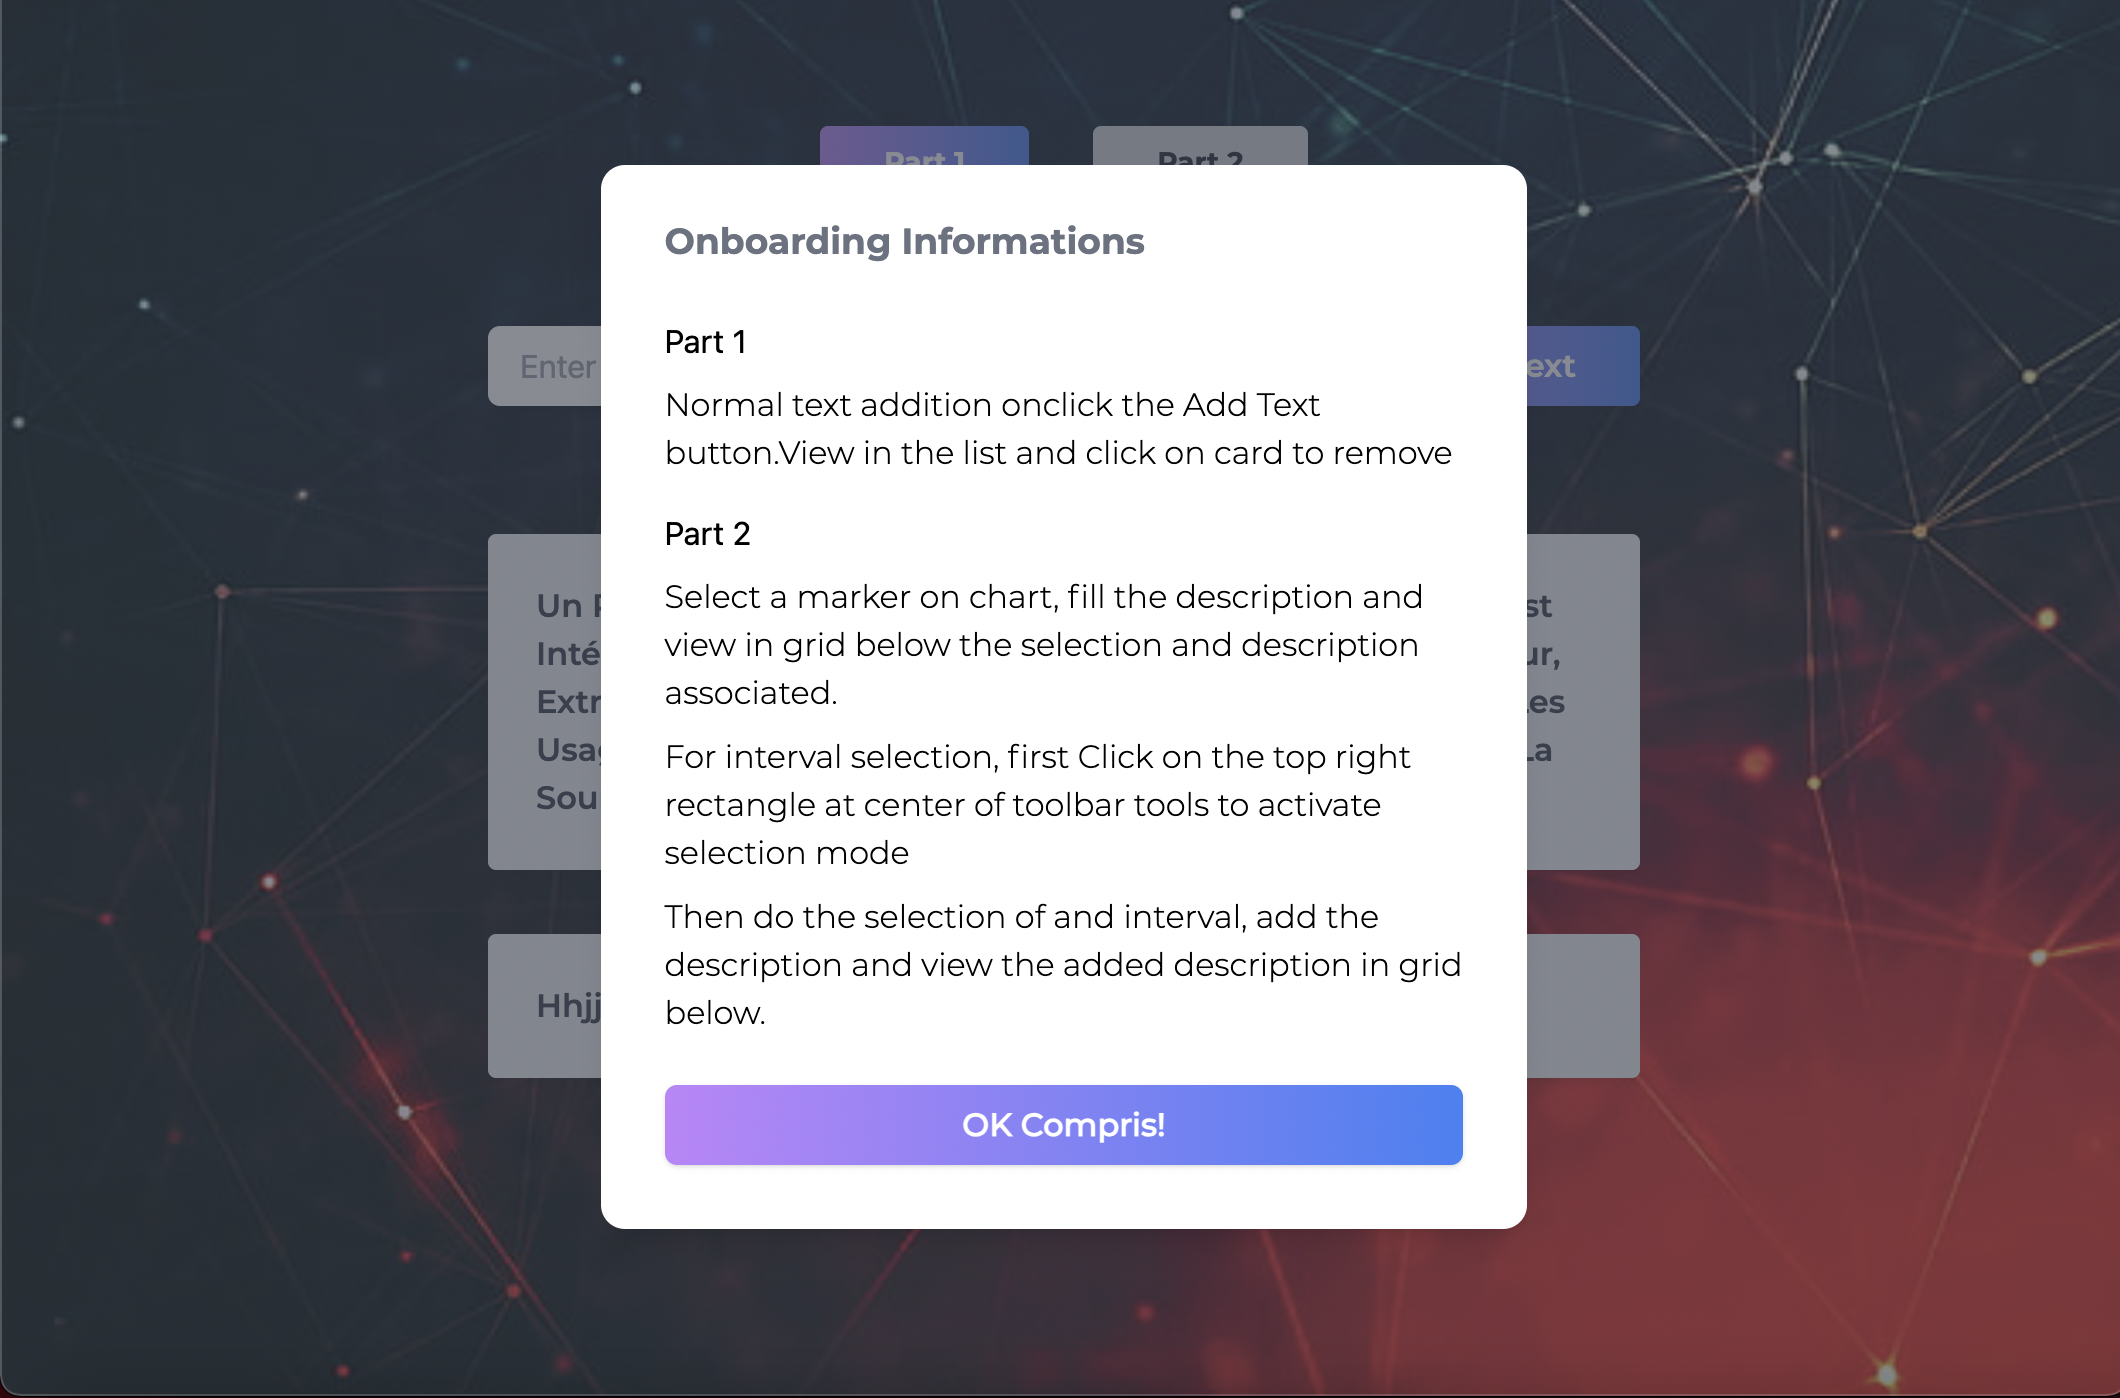 Part 1
Part 2
Onboarding Informations
Enter
ext
Part 1
Normal text addition onclick the Add Text
button.View in the list and click on card to remove
Part 2
Select a marker on chart, fill the description and
view in grid below the selection and description
associated.
For interval selection, first Click on the top right
rectangle at center of toolbar tools to activate
selection mode
Then do the selection of and interval, add the
description and view the added description in grid
below.
Un
Inté
Extr
Sou
ur,
La
Hhjj
OK Compris!